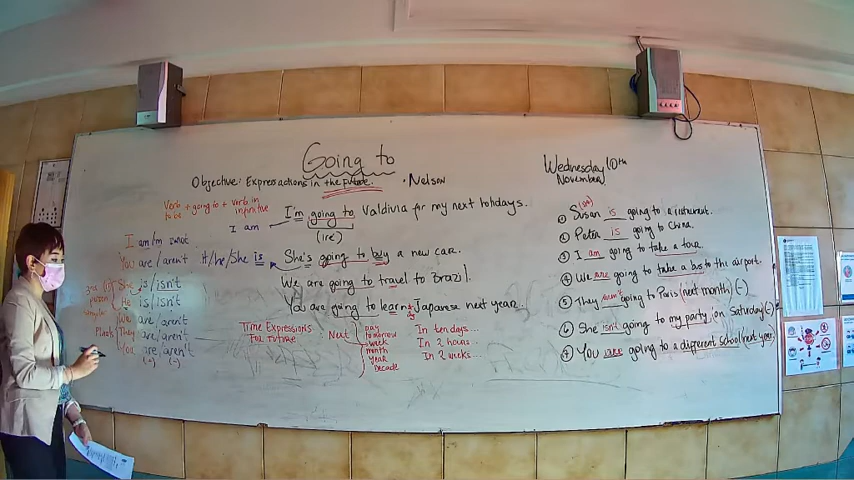 Going to
Objective: Express actions in the future. • Nelson
Verb + going to + verb in
to be infinitive
I am
I'm going to Valdivia for my next holidays.
(ire)
I am/m not
You are/aren't
It/he/She is
She's going to buy a new car.
She is/isn't
He is/isn't
We are/aren't
They are/aren't
You are/aren't
(+) (-)
3rd
person
singular
Plural
We are going to travel to Brazil.
You are going to learn Japanese next year.
Time Expressions
For Future
Next
day
tomorrow
week
month
year
decade
In ten days...
In 2 hours...
In 2 weeks...
Wednesday 10th
November
① Susan is going to a restaurant.
② Peter is going to China.
③ I am going to take a tour.
④ We are going to take a bus to the airport.
⑤ They going to Paris (next month) (-)
⑥ She isn't going to my party, on Saturday (-)
⑦ You are going to a different school next year.